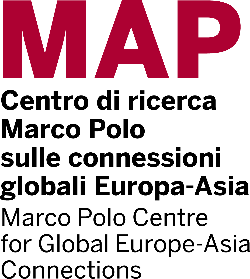 MAP
Centro di ricerca
Marco Polo
sulle connessioni
globali Europa-Asia
Marco Polo Centre
for Global Europe-Asia
Connections